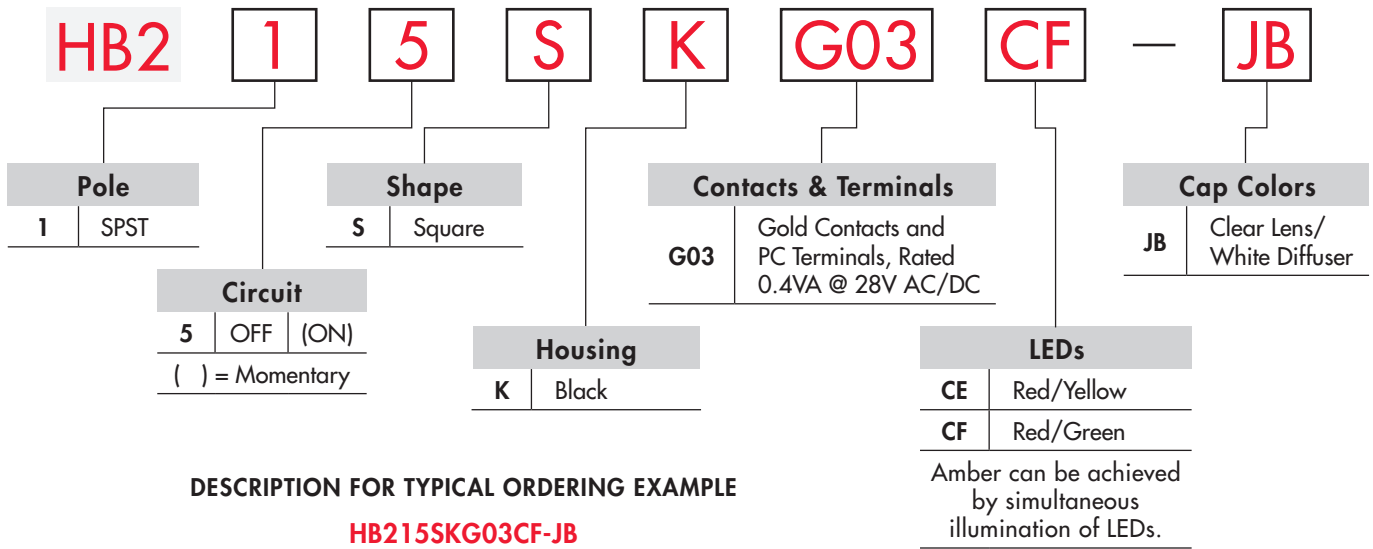 HB2 1 5 S K G03 CF — JB
Pole
1 SPST
Circuit
5 OFF (ON)
( ) = Momentary
Shape
S Square
Housing
K Black
Contacts & Terminals
G03 Gold Contacts and
PC Terminals, Rated
0.4VA @ 28V AC/DC
LEDs
CE Red/Yellow
CF Red/Green
Amber can be achieved
by simultaneous
illumination of LEDs.
Cap Colors
JB Clear Lens/
White Diffuser
DESCRIPTION FOR TYPICAL ORDERING EXAMPLE
HB215SKG03CF-JB